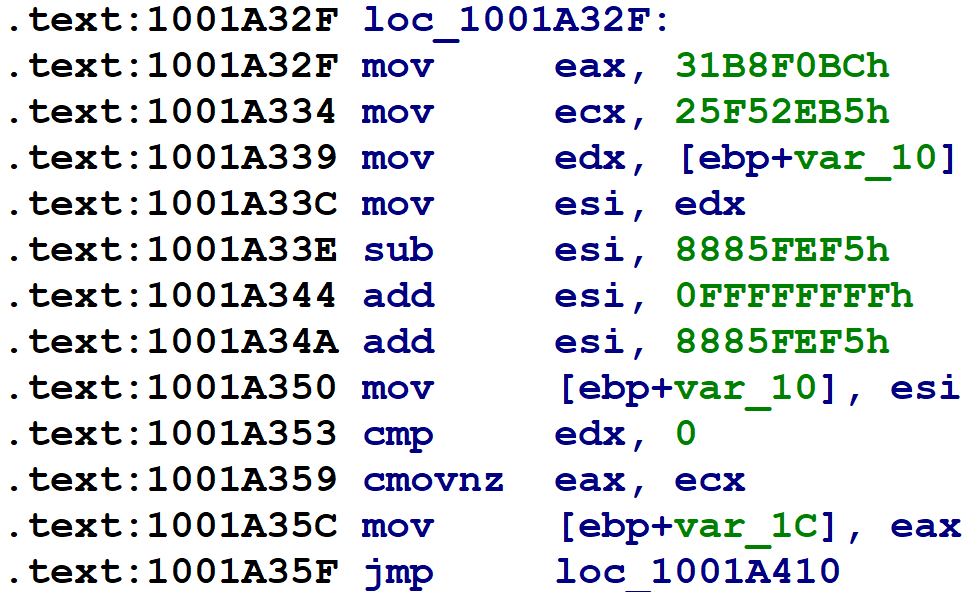 .text:1001A32F loc_1001A32F:
.text:1001A32F mov     eax, 31B8F0BCh
.text:1001A334 mov     ecx, 25F52EB5h
.text:1001A339 mov     edx, [ebp+var_10]
.text:1001A33C mov     esi, edx
.text:1001A33E sub     esi, 8885FEF5h
.text:1001A344 add     esi, 0FFFFFFFFh
.text:1001A34A add     esi, 8885FEF5h
.text:1001A350 mov     [ebp+var_10], esi
.text:1001A353 cmp     edx, 0
.text:1001A359 cmovnz  eax, ecx
.text:1001A35C mov     [ebp+var_1C], eax
.text:1001A35F jmp     loc_1001A410